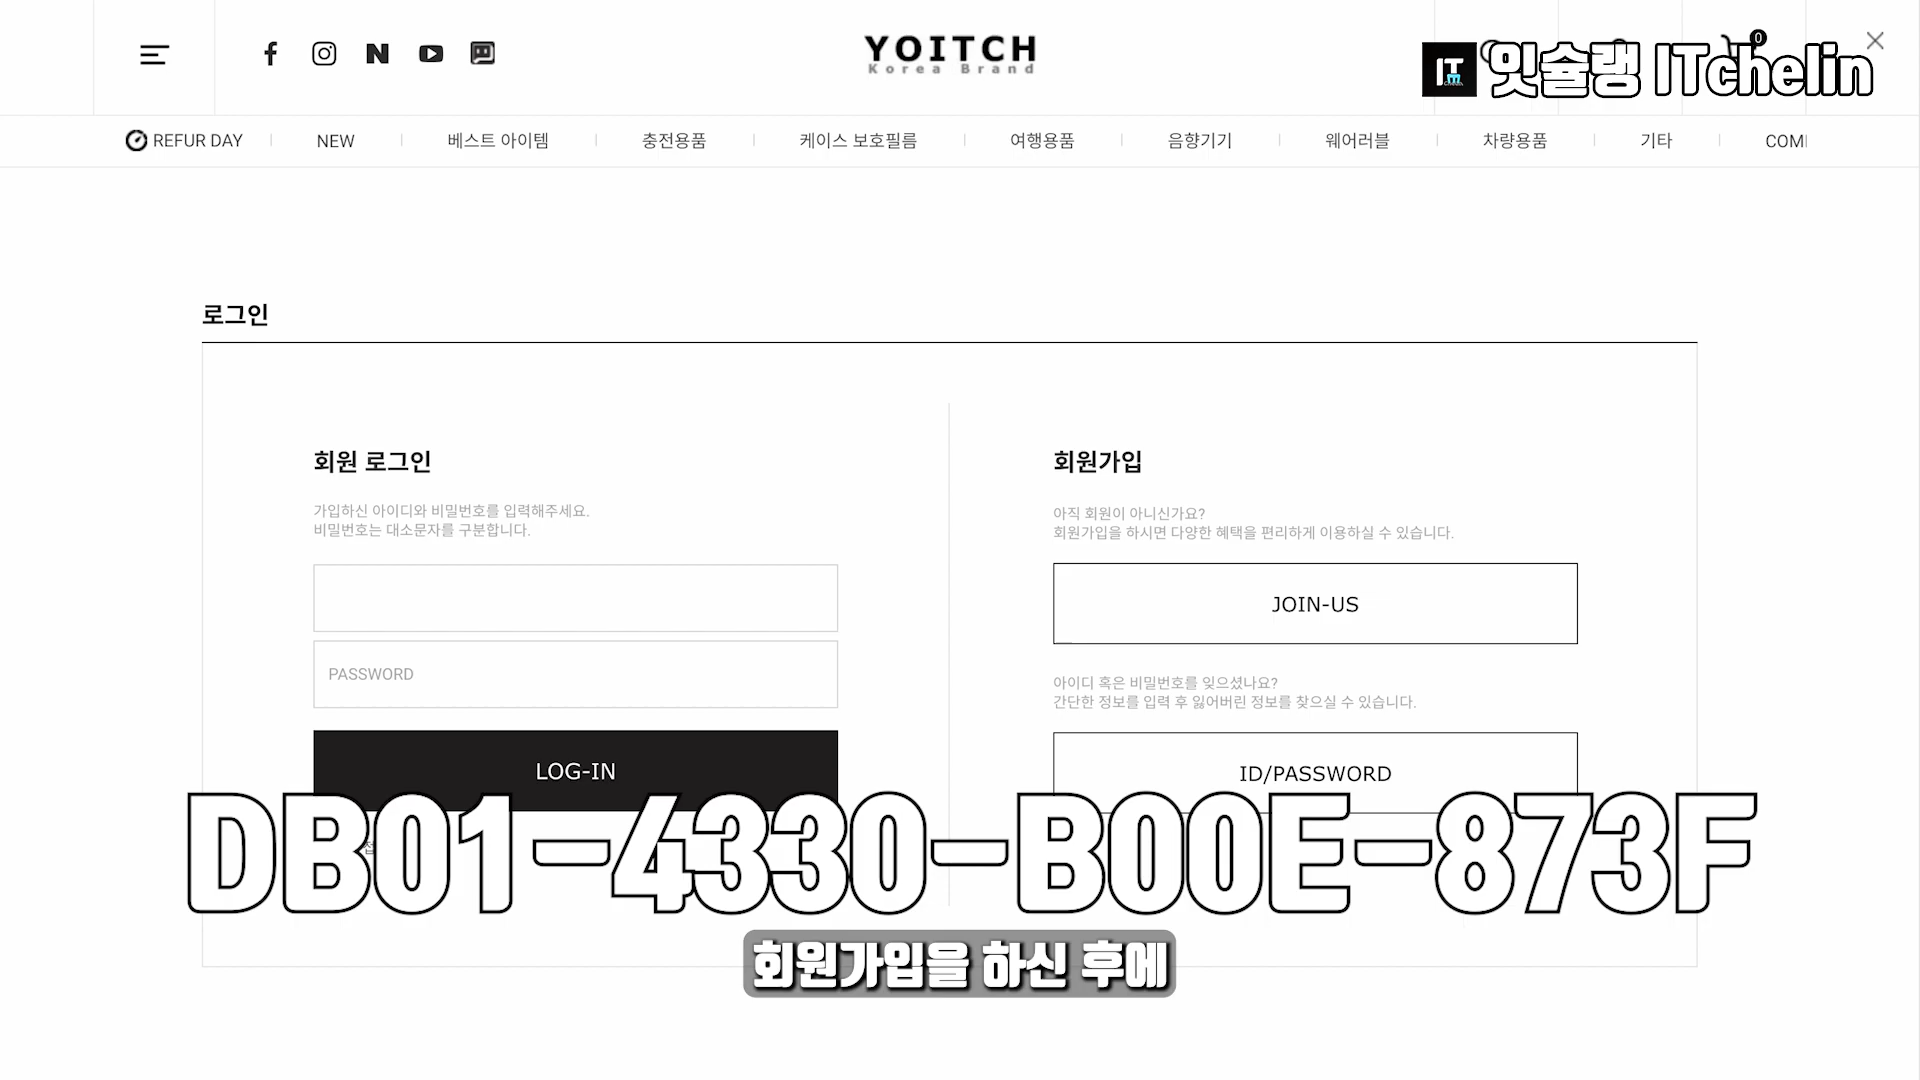 YOITCH
Korea Brand
0
IT
잇슐랭 ITchelin
REFUR DAY
NEW
베스트 아이템
충전용품
케이스 보호필름
여행용품
음향기기
웨어러블
차량용품
기타
로그인
회원 로그인
가입하신 아이디와 비밀번호를 입력해주세요.
비밀번호는 대소문자를 구분합니다.
PASSWORD
LOG-IN
회원가입
아직 회원이 아니신가요?
회원가입을 하시면 다양한 혜택을 편리하게 이용하실 수 있습니다.
JOIN-US
아이디 혹은 비밀번호를 잊으셨나요?
간단한 정보를 입력 후 잃어버린 정보를 찾으실 수 있습니다.
ID/PASSWORD
DB01-4330-B00E-873F
회원가입을 하신 후에